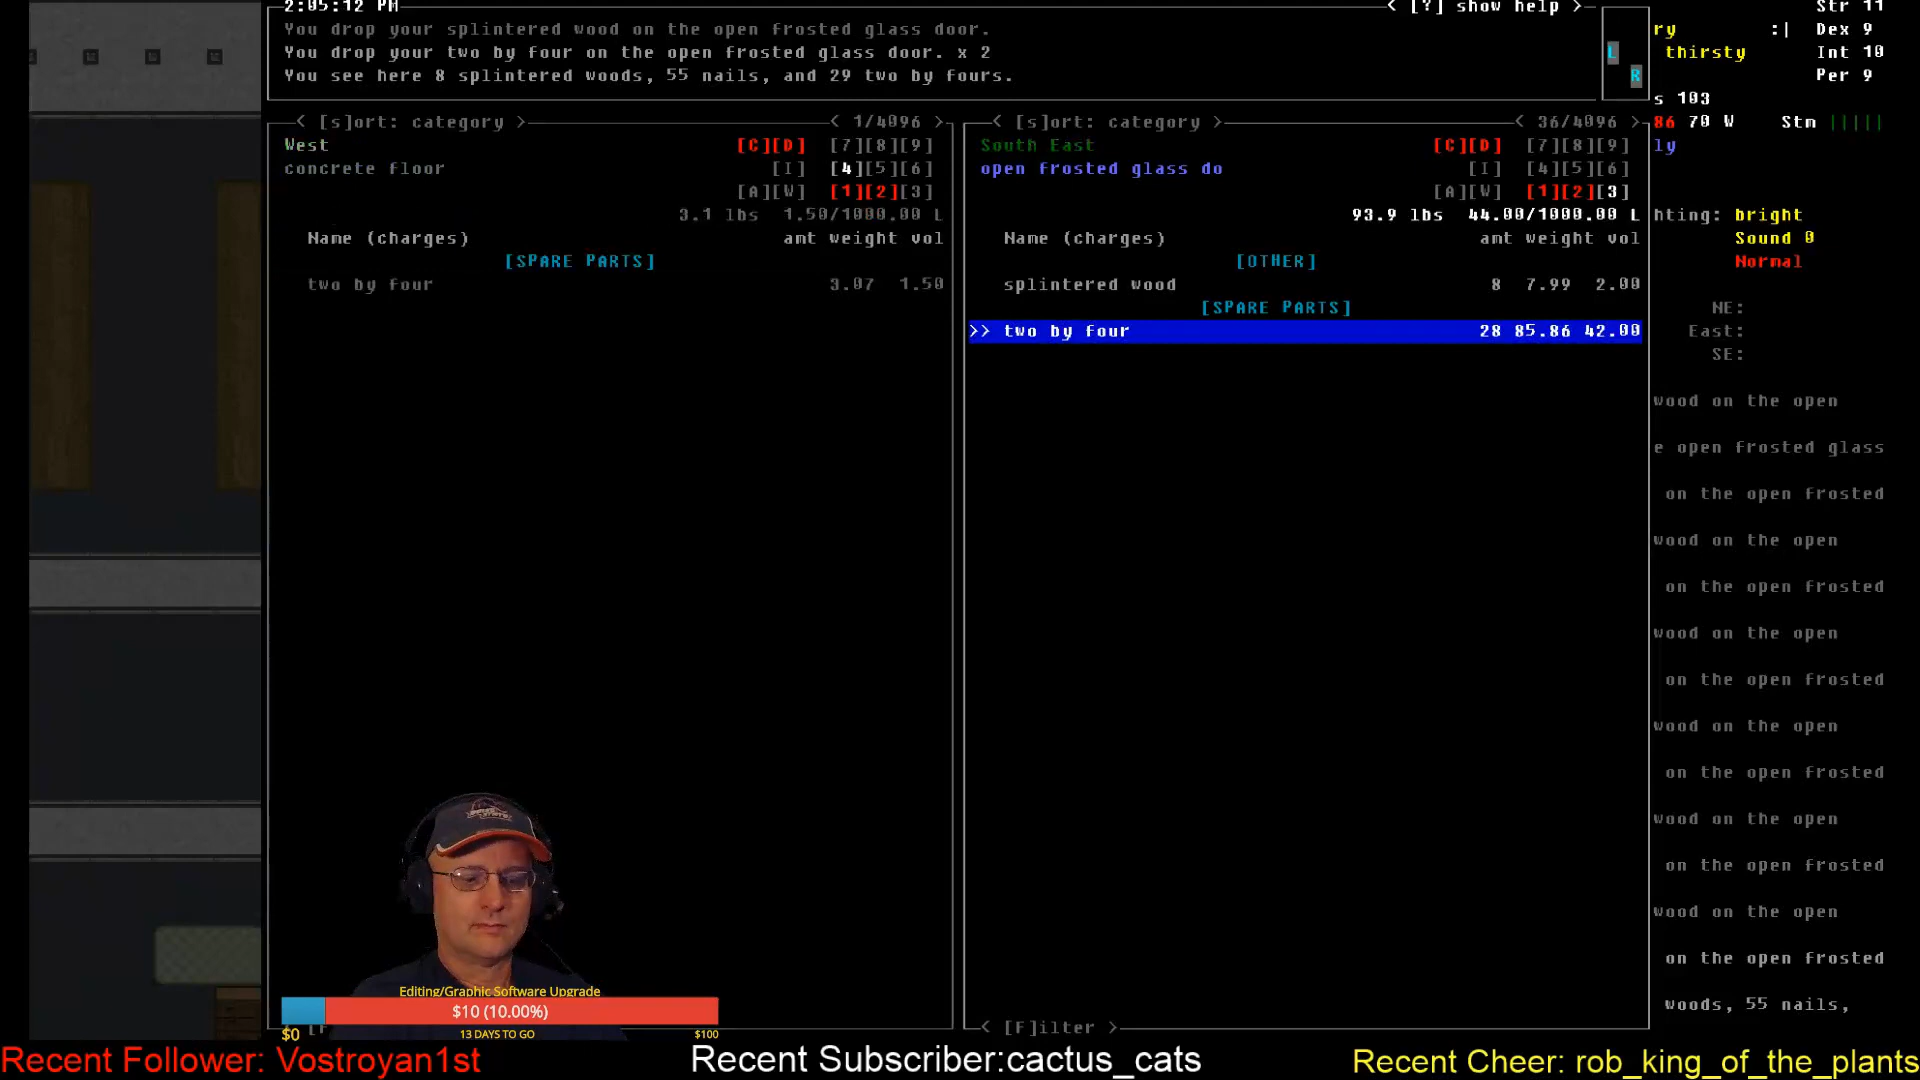 2:05:12 PM
< [?] show help >
You drop your splintered wood on the open frosted glass door.
You drop your two by four on the open frosted glass door. x 2
You see here 8 splintered woods, 55 nails, and 29 two by fours.
L
R
< [s]ort: category >
< 1/4096 >
West
[C][D] [7][8][9]
concrete floor
[I] [4][5][6]
[A][W] [1][2][3]
3.1 lbs 1.50/1000.00 L
Name (charges) amt weight vol
[SPARE PARTS]
two by four 3.07 1.50
< [s]ort: category >
< 36/4096 >
South East
[C][D] [7][8][9]
open frosted glass do
[I] [4][5][6]
[A][W] [1][2][3]
93.9 lbs 44.00/1000.00 L
Name (charges) amt weight vol
[OTHER]
splintered wood 8 7.99 2.00
[SPARE PARTS]
>> two by four 28 85.86 42.00
< [F]ilter >
Str 11
ry :| Dex 9
thirsty Int 10
Per 9
s 103
86 70 W Stm |||||
ly
hting: bright
Sound 0
Normal
NE:
East:
SE:
wood on the open
e open frosted glass
on the open frosted
wood on the open
on the open frosted
wood on the open
on the open frosted
wood on the open
on the open frosted
wood on the open
on the open frosted
wood on the open
on the open frosted
woods, 55 nails,
Editing/Graphic Software Upgrade
$10 (10.00%)
$0 13 DAYS TO GO $100
[F
Recent Follower: Vostroyan1st
Recent Subscriber:cactus_cats
Recent Cheer: rob_king_of_the_plants